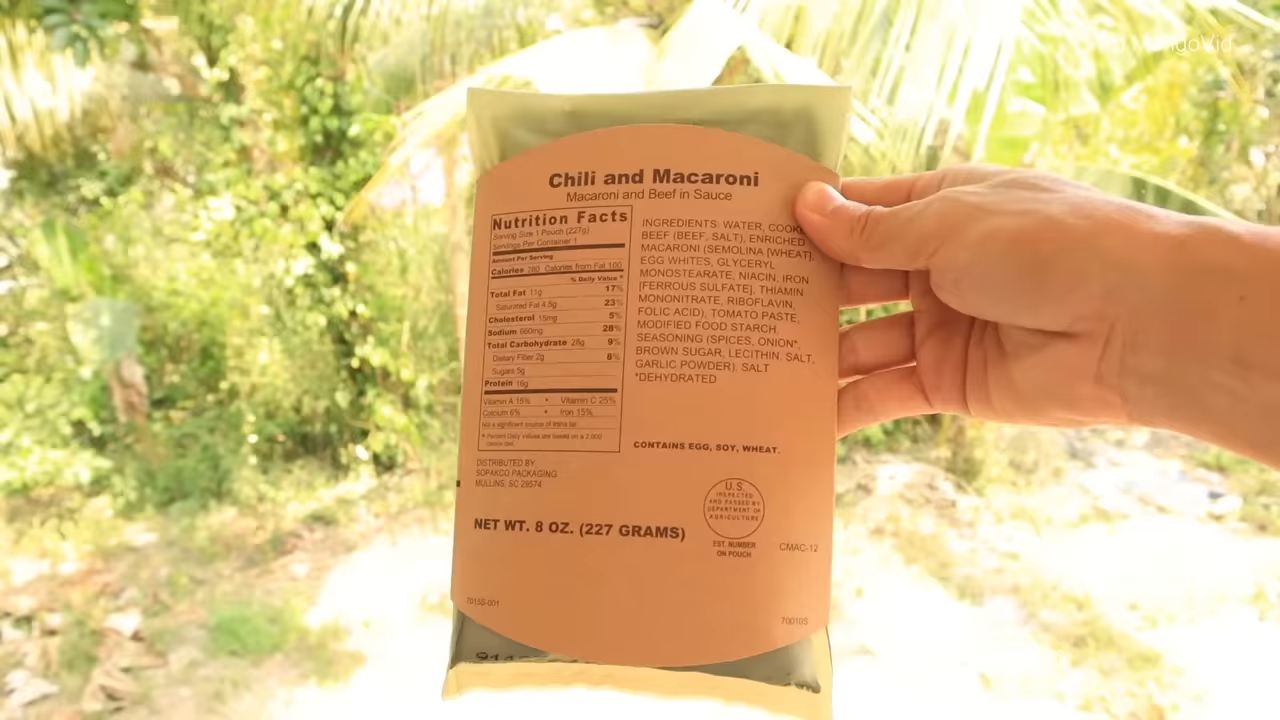 Chili and Macaroni
Macaroni and Beef in Sauce
Nutrition Facts
Serving Size 1 Pouch (227g)
Servings Per Container 1
Amount Per Serving
Calories 280 Calories from Fat 100
% Daily Value *
Total Fat 11g 17%
Saturated Fat 4.5g 23%
Cholesterol 15mg 5%
Sodium 660mg 28%
Total Carbohydrate 28g 9%
Dietary Fiber 2g 8%
Sugars 5g
Protein 16g
Vitamin A 15% • Vitamin C 25%
Calcium 6% • Iron 15%
Not a significant source of trans fat.
* Percent Daily Values are based on a 2,000
calorie diet.
INGREDIENTS: WATER,
BEEF (BEEF, SALT), ENRICHED
MACARONI (SEMOLINA [WHEAT],
EGG WHITES, GLYCERYL
MONOSTEARATE, NIACIN, IRON
[FERROUS SULFATE], THIAMIN
MONONITRATE, RIBOFLAVIN,
FOLIC ACID), TOMATO PASTE,
MODIFIED FOOD STARCH,
SEASONING (SPICES, ONION*,
BROWN SUGAR, LECITHIN, SALT,
GARLIC POWDER), SALT
*DEHYDRATED
CONTAINS EGG, SOY, WHEAT.
DISTRIBUTED BY:
SOPAKCO PACKAGING
MULLINS, SC 29574
U.S.
INSPECTED
AND PASSED BY
DEPARTMENT OF
AGRICULTURE
NET WT. 8 OZ. (227 GRAMS)
EST. NUMBER
ON POUCH
CMAC-12
7015S-001
70010S